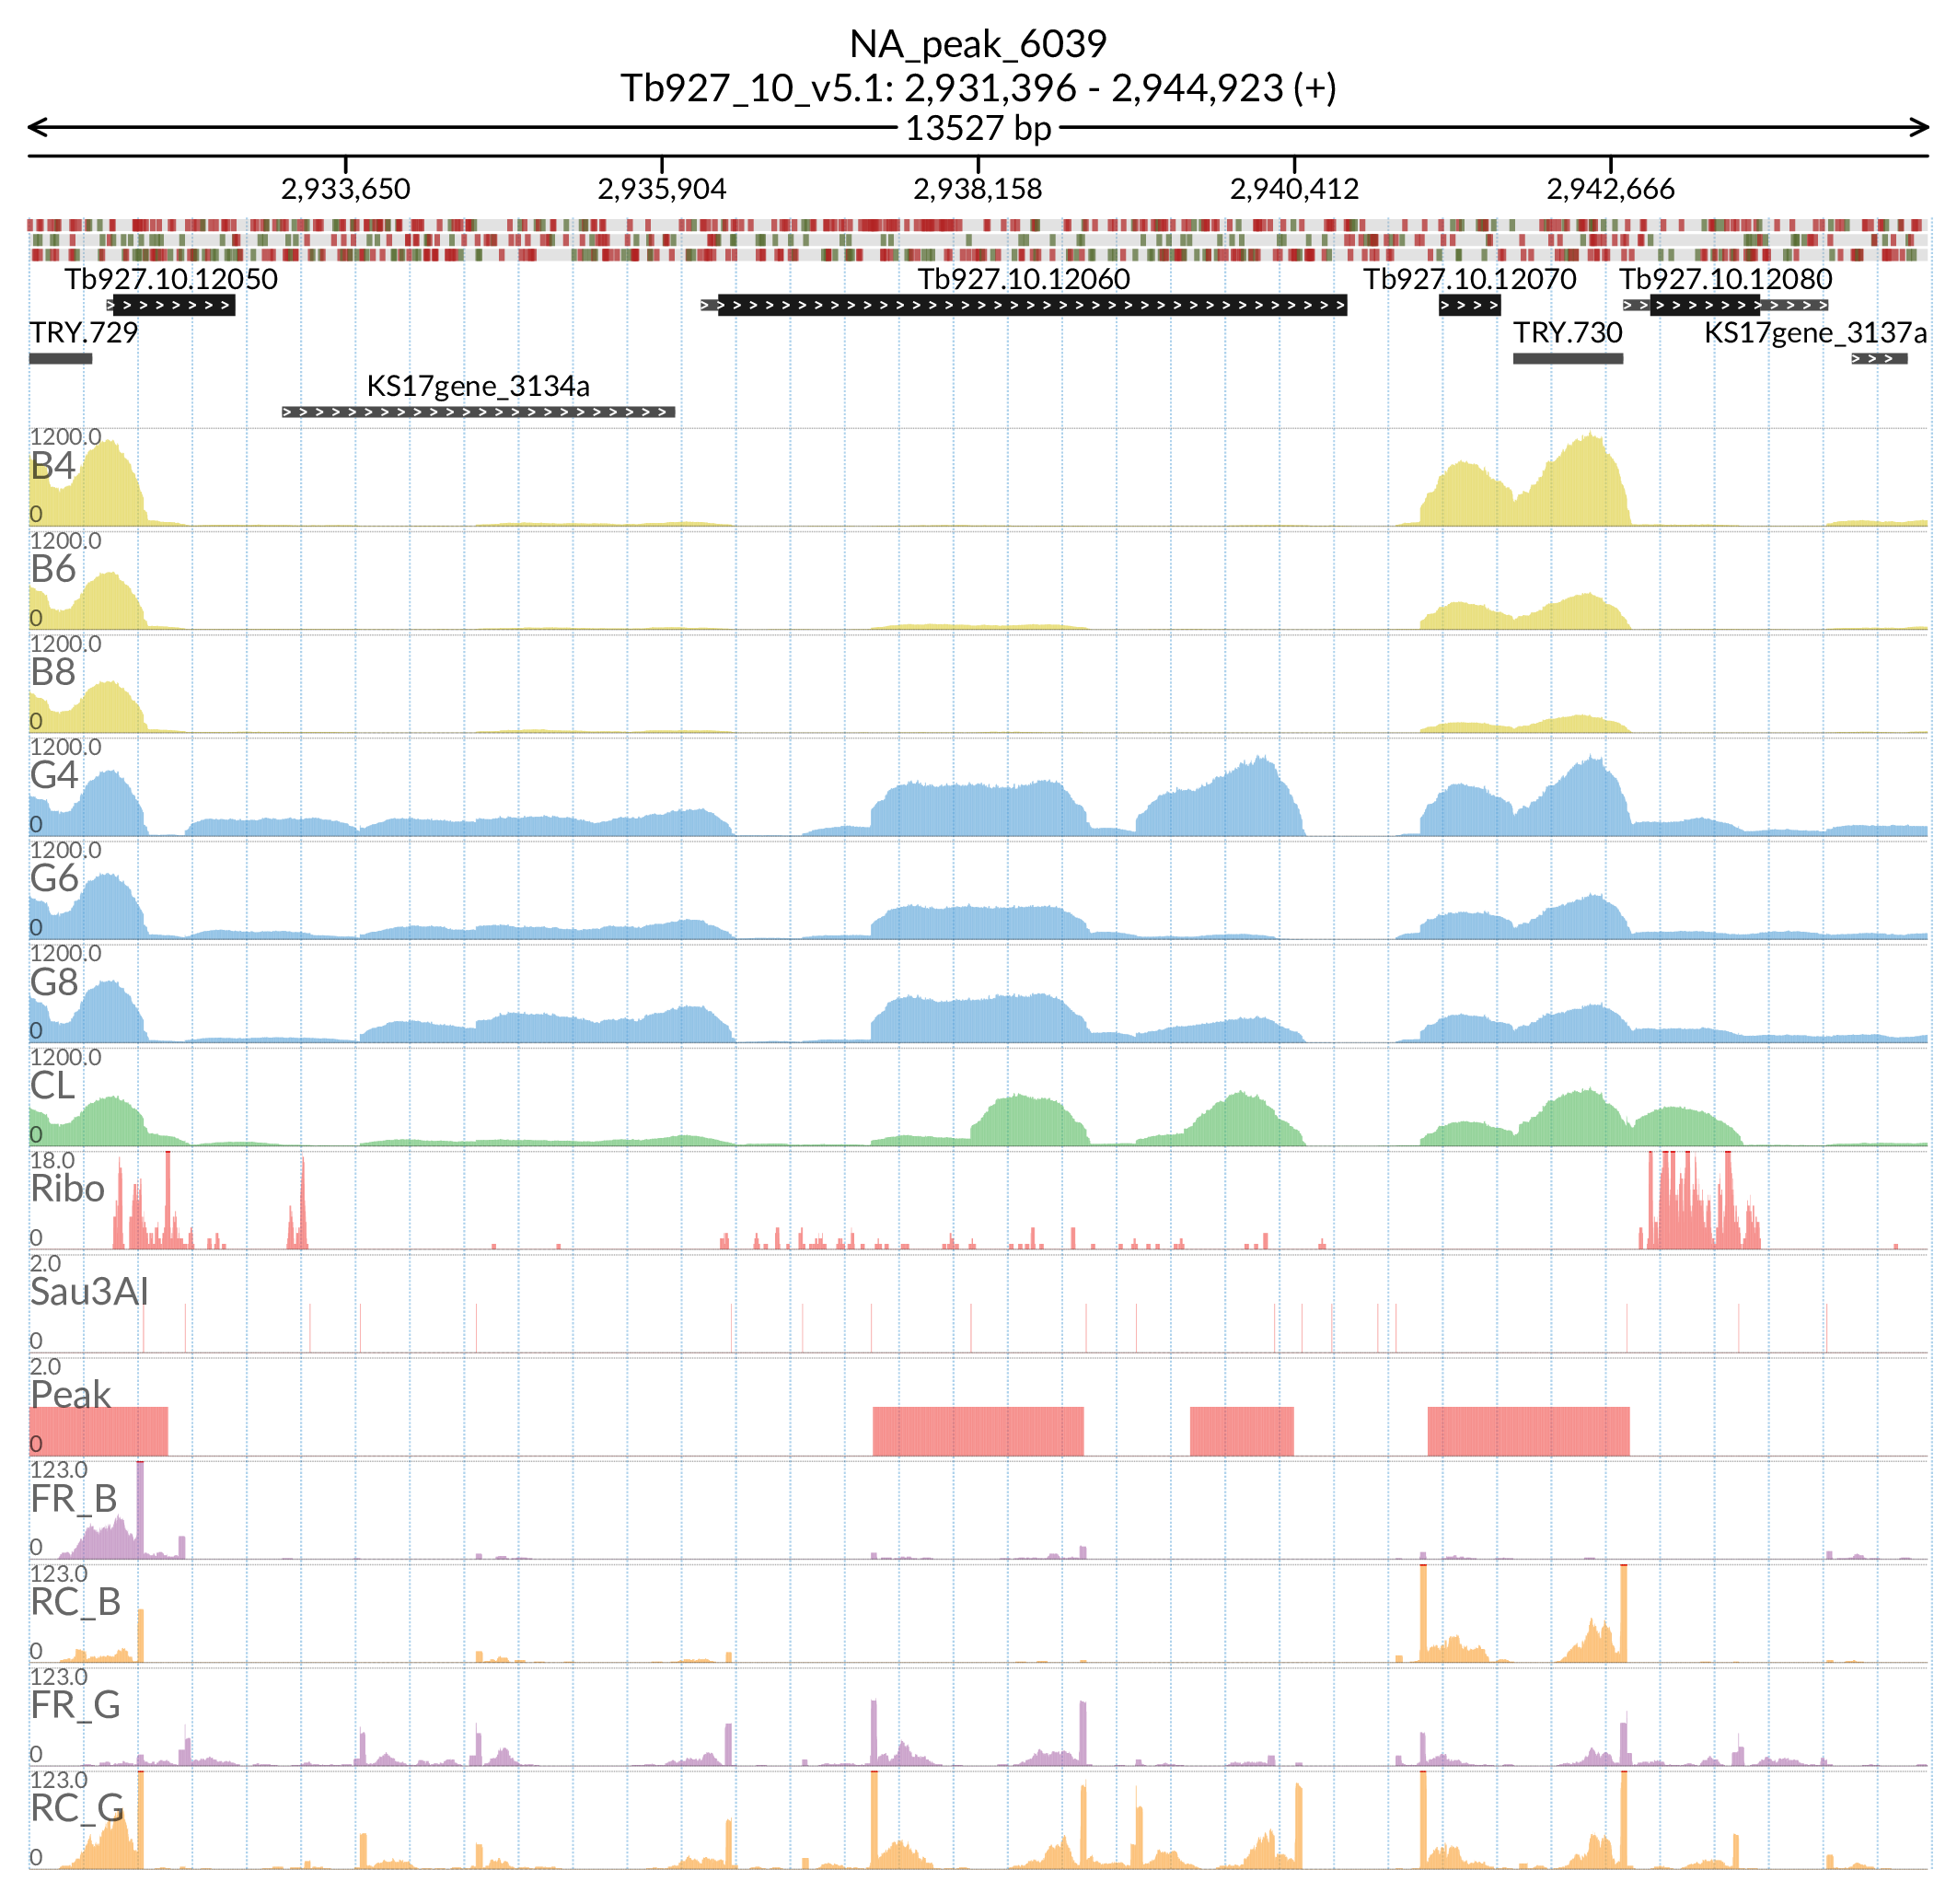 NA_peak_6039
Tb927_10_v5.1: 2,931,396 - 2,944,923 (+)
13527 bp
2,933,650 2,935,904 2,938,158 2,940,412 2,942,666
Tb927.10.12050 Tb927.10.12060 Tb927.10.12070 Tb927.10.12080
TRY.729 TRY.730 KS17gene_3137a
KS17gene_3134a
1200.0
B4
0
1200.0
B6
0
1200.0
B8
0
1200.0
G4
0
1200.0
G6
0
1200.0
G8
0
1200.0
CL
0
18.0
Ribo
0
2.0
Sau3AI
0
2.0
Peak
0
123.0
FR_B
0
123.0
RC_B
0
123.0
FR_G
0
123.0
RC_G
0